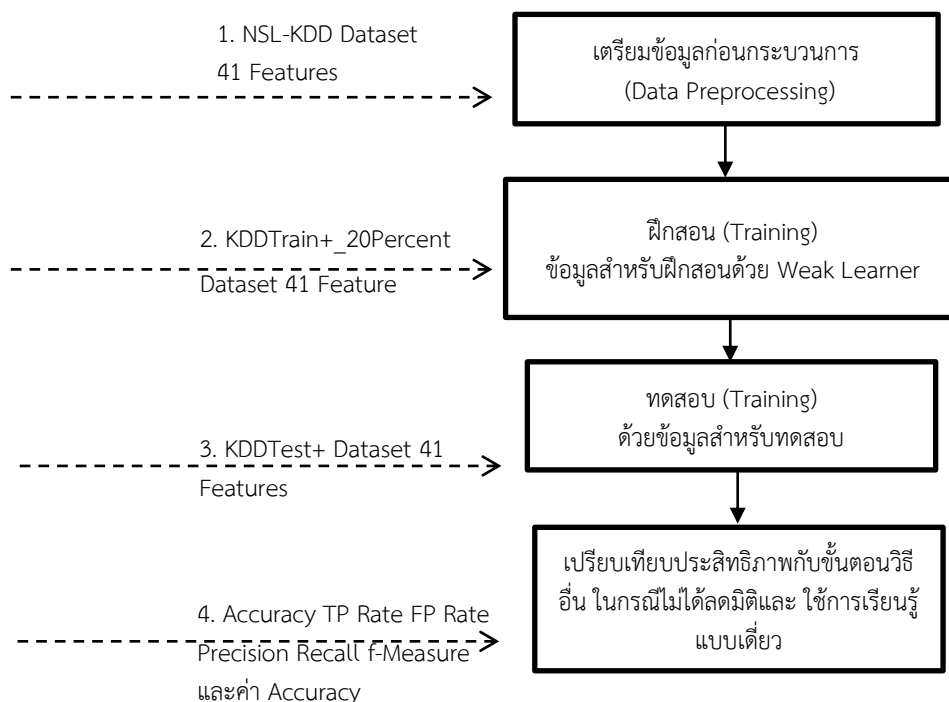 1. NSL-KDD Dataset
41 Features
เตรียมข้อมูลก่อนกระบวนการ
(Data Preprocessing)
2. KDDTrain+_20Percent
Dataset 41 Feature
ฝึกสอน (Training)
ข้อมูลสำหรับฝึกสอนด้วย Weak Learner
3. KDDTest+ Dataset 41
Features
ทดสอบ (Training)
ด้วยข้อมูลสำหรับทดสอบ
4. Accuracy TP Rate FP Rate
Precision Recall f-Measure
และค่า Accuracy
เปรียบเทียบประสิทธิภาพกับขั้นตอนวิธี
อื่น ในกรณีไม่ได้ลดมิติและ ใช้การเรียนรู้
แบบเดี่ยว